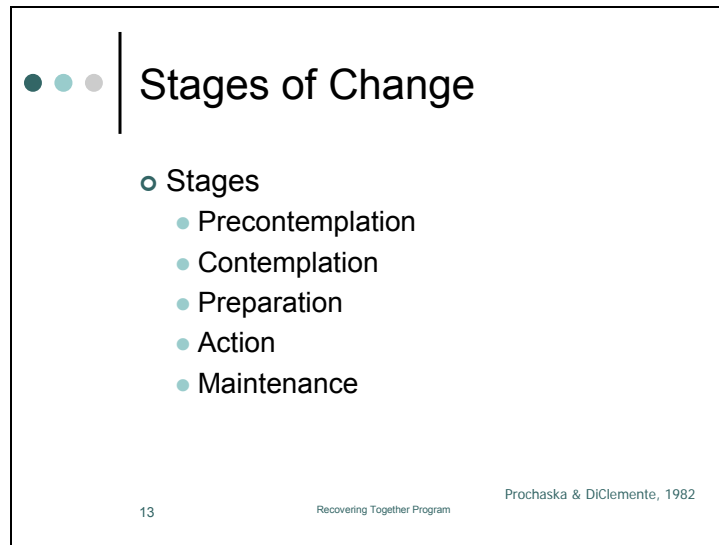 Stages of Change
Stages
Precontemplation
Contemplation
Preparation
Action
Maintenance
Prochaska & DiClemente, 1982
13
Recovering Together Program